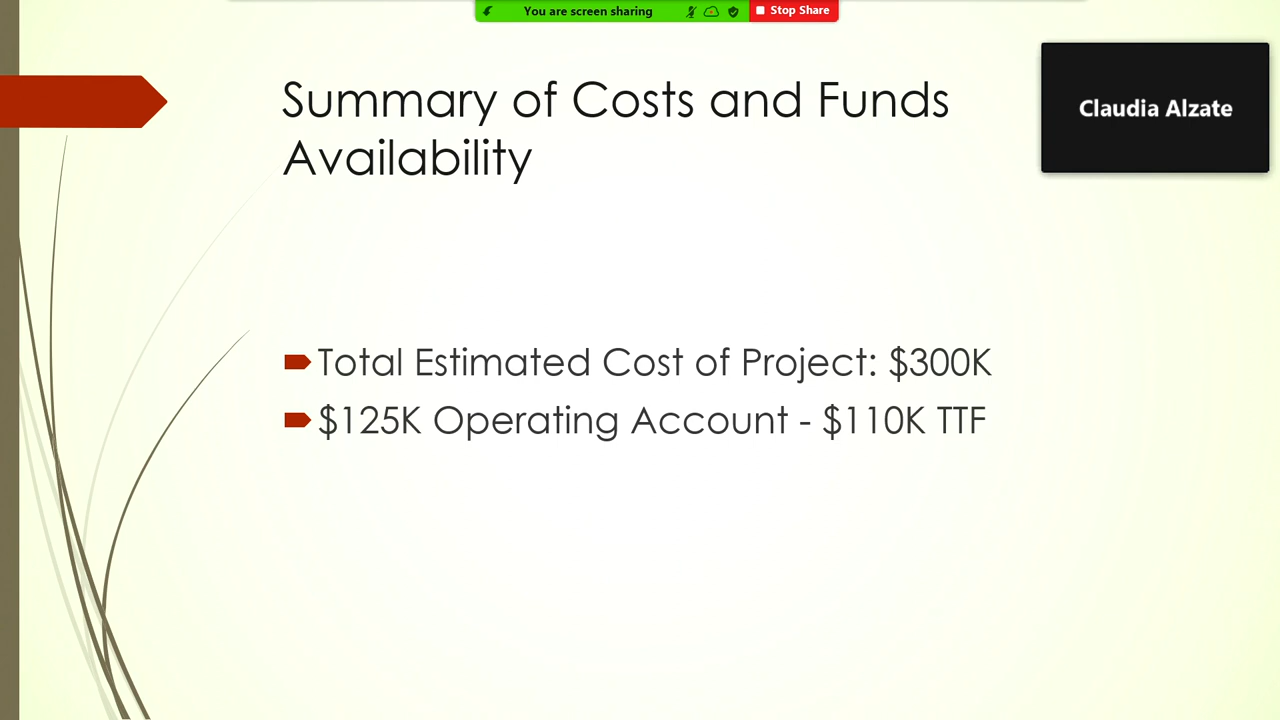 You are screen sharing
Stop Share
Summary of Costs and Funds
Availability
Claudia Alzate
Total Estimated Cost of Project: $300K
$125K Operating Account - $110K TTF